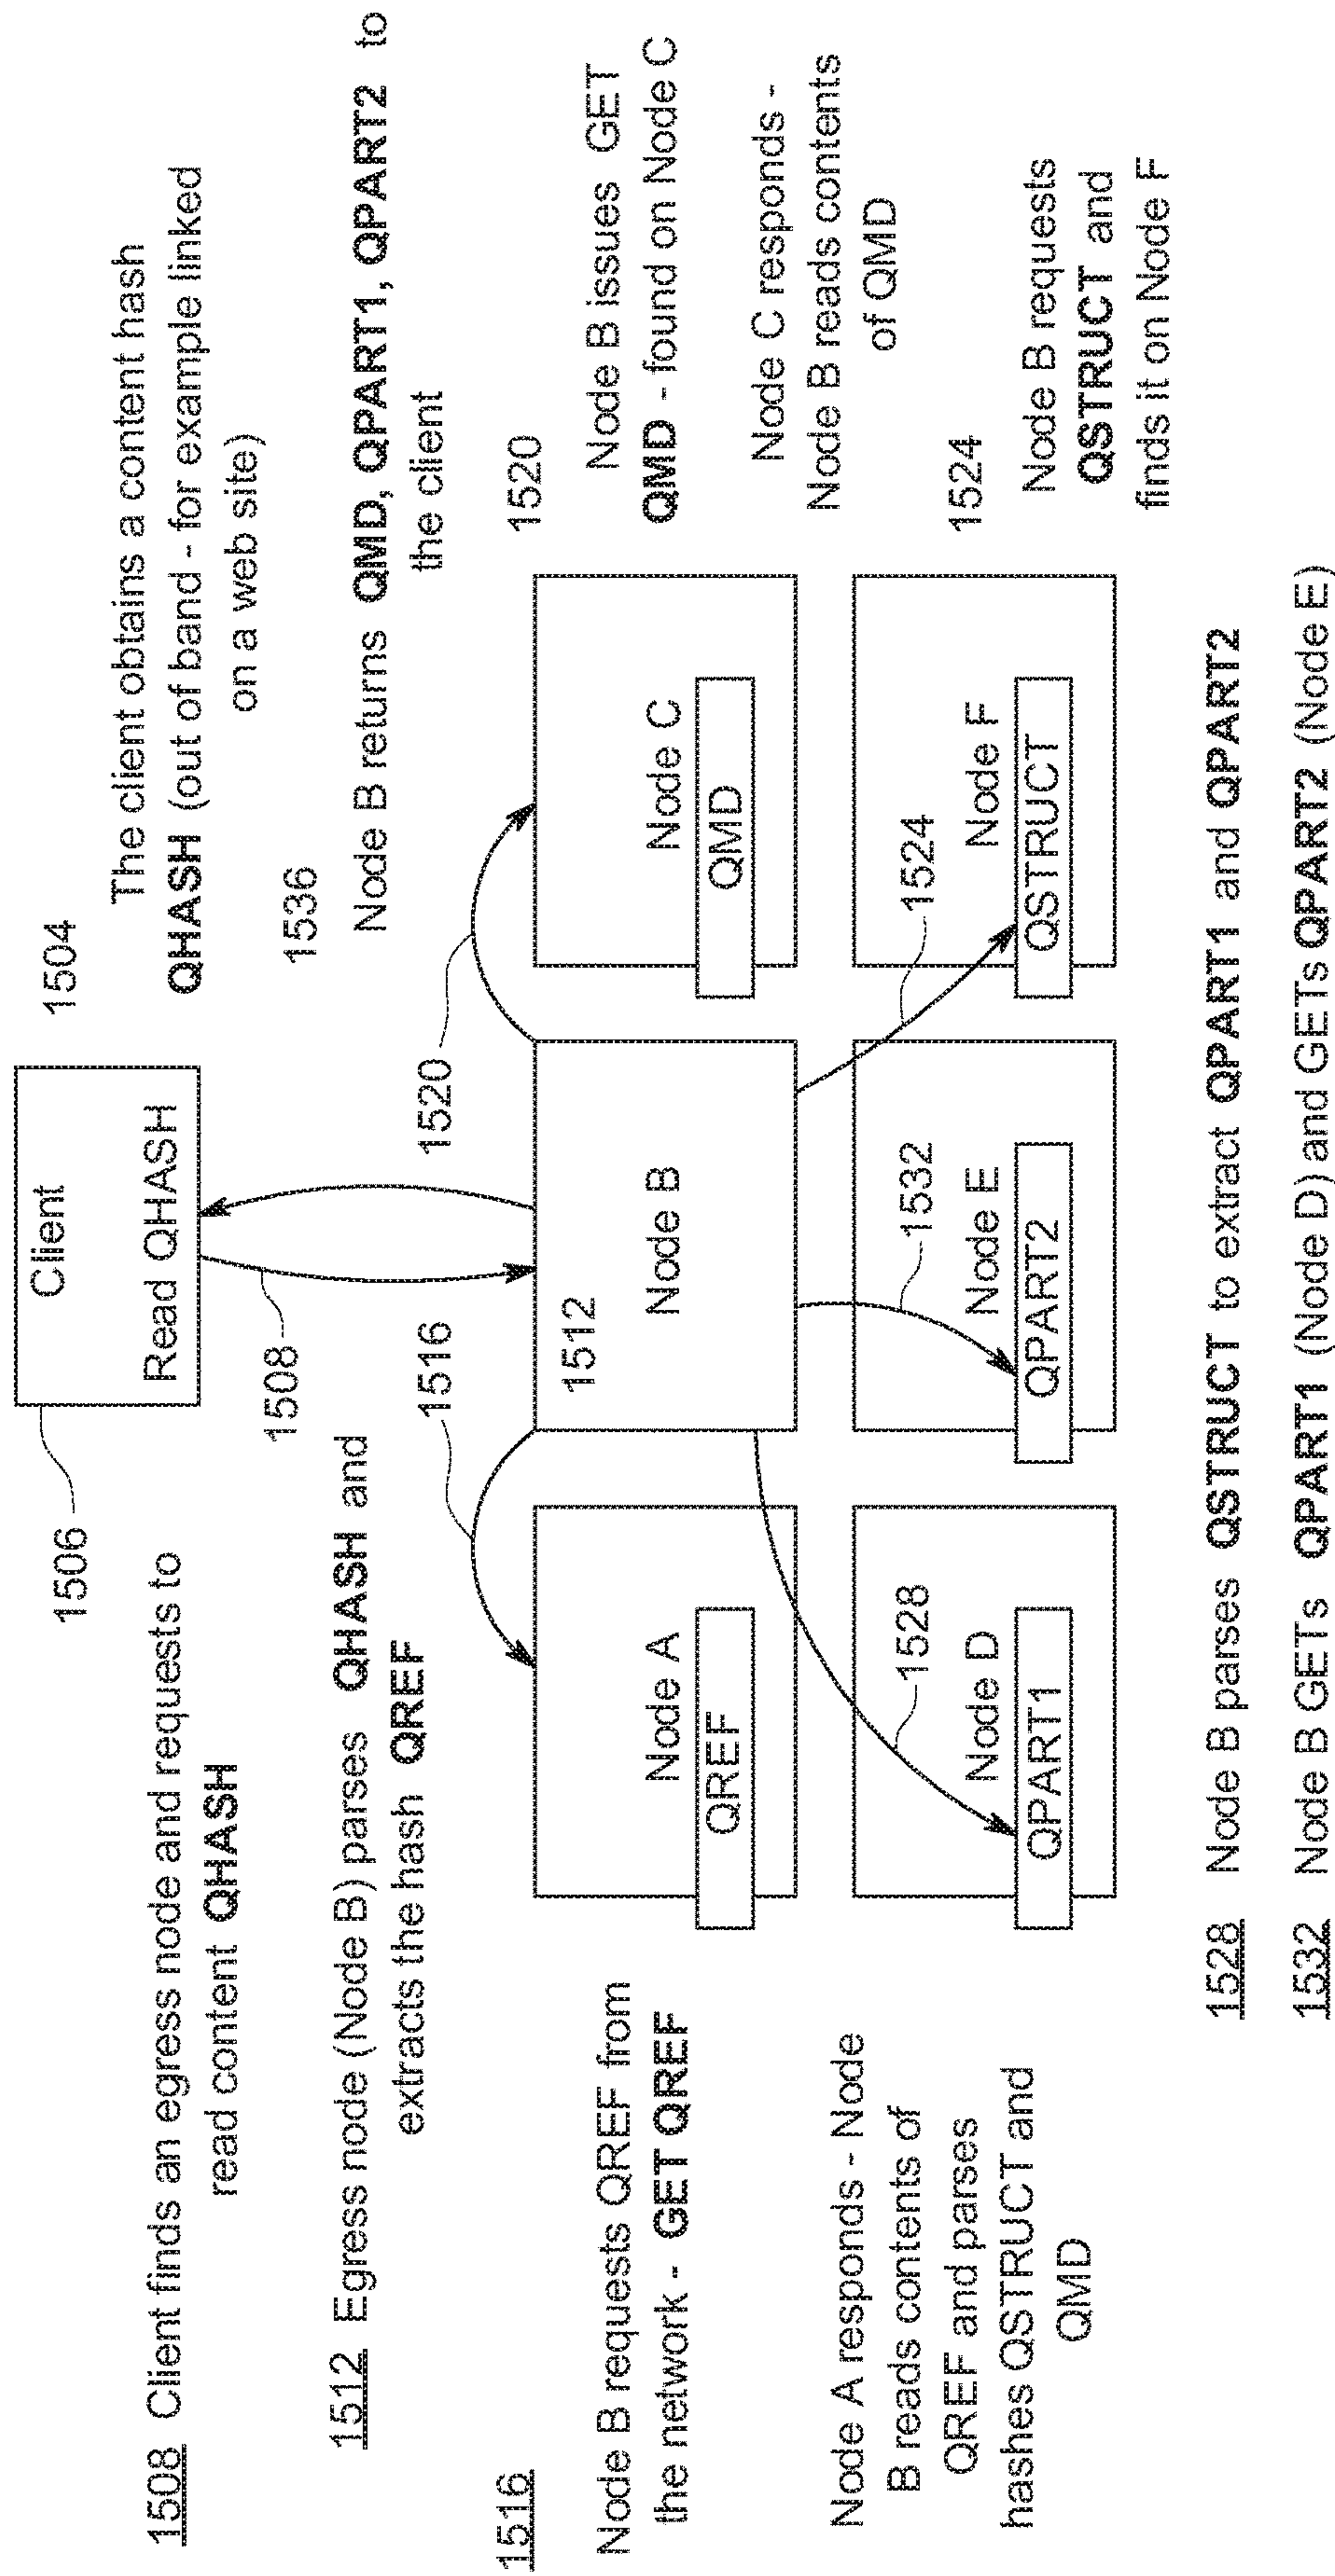 1504
The client obtains a content hash
QHASH (out of band - for example linked
on a web site)
Client
Read QHASH
1506
1508
1508 Client finds an egress node and requests to
read content QHASH
1536
Node B returns QMD, QPART1, QPART2 to
the client
1512 Egress node (Node B) parses QHASH and
extracts the hash QREF
1516
1520
1516
Node B requests QREF from
the network - GET QREF
Node A responds - Node
B reads contents of
QREF and parses
hashes QSTRUCT and
QMD
Node A
QREF
1512
Node B
Node C
QMD
1520
Node B issues GET
QMD - found on Node C
Node C responds -
Node B reads contents
of QMD
1528
Node D
QPART1
1532
Node E
QPART2
1524
Node F
QSTRUCT
1524
Node B requests
QSTRUCT and
finds it on Node F
1528 Node B parses QSTRUCT to extract QPART1 and QPART2
1532 Node B GETs QPART1 (Node D) and GETs QPART2 (Node E)